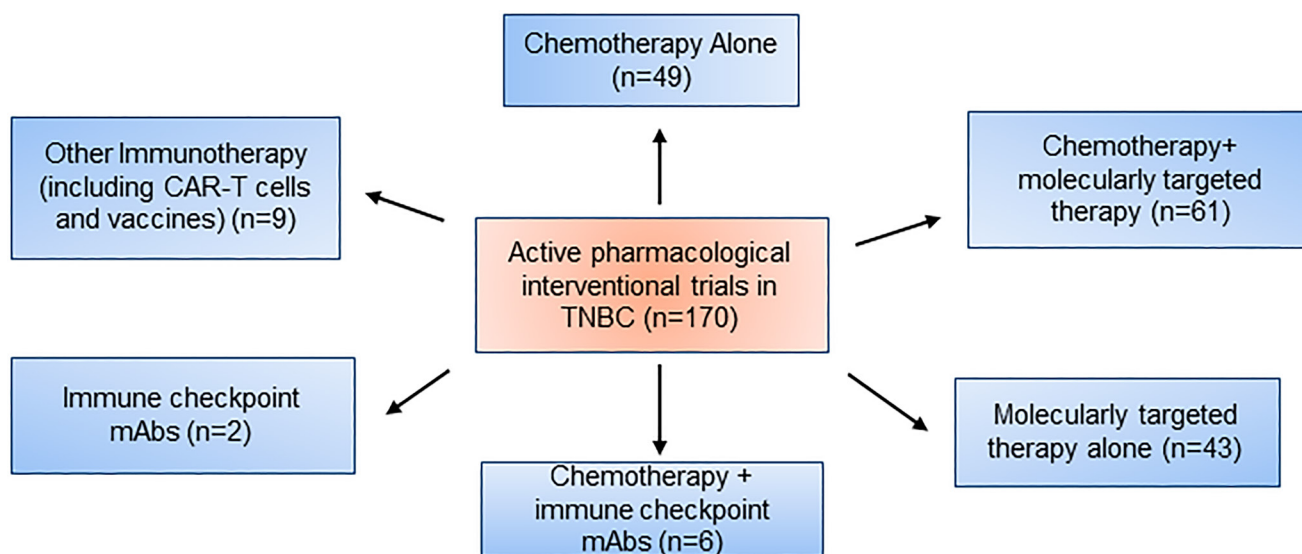 Chemotherapy Alone
(n=49)
Other Immunotherapy
(including CAR-T cells
and vaccines) (n=9)
Chemotherapy+
molecularly targeted
therapy (n=61)
Active pharmacological
interventional trials in
TNBC (n=170)
Immune checkpoint
mAbs (n=2)
Molecularly targeted
therapy alone (n=43)
Chemotherapy +
immune checkpoint
mAbs (n=6)